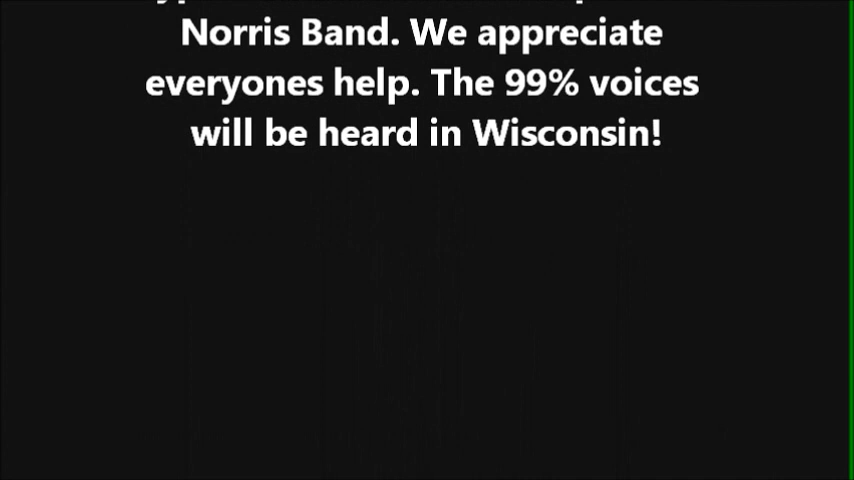 Norris Band. We appreciate
everyones help. The 99% voices
will be heard in Wisconsin!